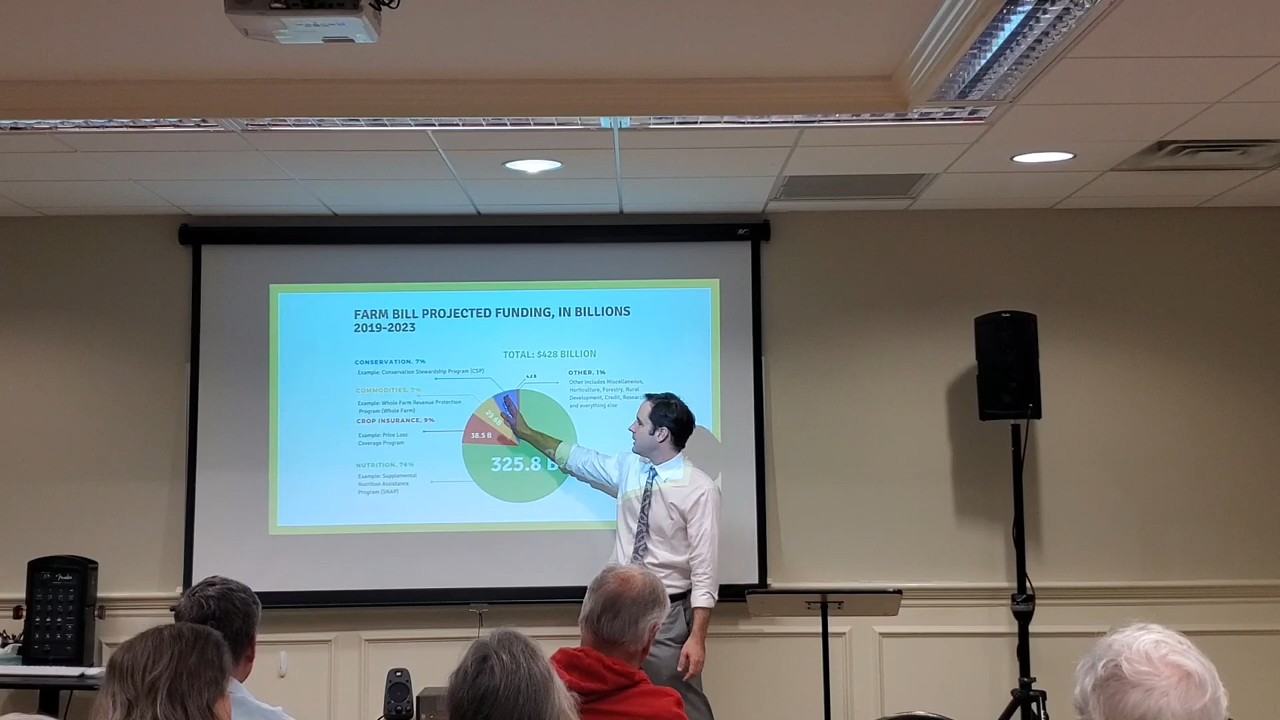 FARM BILL PROJECTED FUNDING, IN BILLIONS
2019-2023
TOTAL: $428 BILLION
CONSERVATION, 7%
Example: Conservation Stewardship Program (CSP)
4.2 B
OTHER, 1%
Other includes Miscellaneous,
Horticulture, Forestry, Rural
Development, Credit, Research
and everything else
COMMODITIES, 7%
Example: Whole Farm Revenue Protection
Program (Whole Farm)
CROP INSURANCE, 9%
Example: Price Loss
Coverage Program
38.5 B
NUTRITION, 76%
Example: Supplemental
Nutrition Assistance
Program (SNAP)
325.8 B
Fender